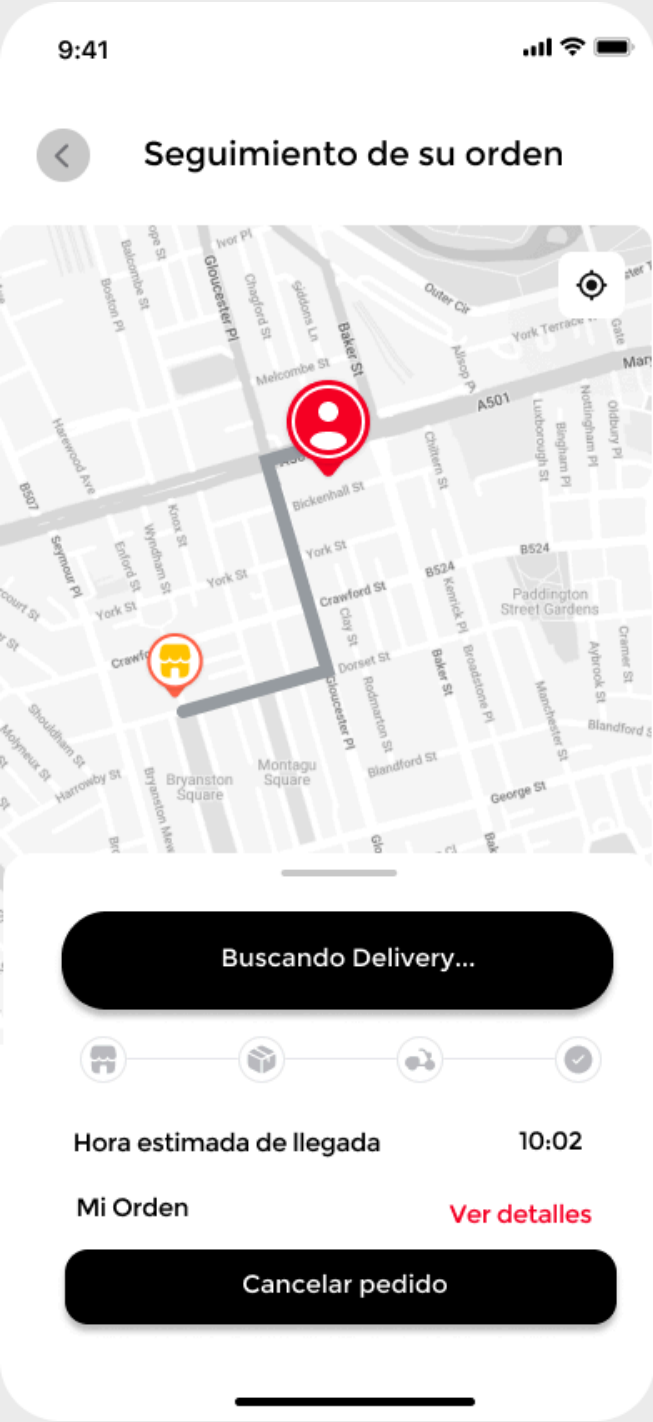 9:41
Seguimiento de su orden
Ivor Pl
Balcombe St
Boston Pl
Gloucester Pl
Chagford St
Siddons Ln
Baker St
Outer Cir
York Terrace
Gate
Melcombe St
Allsop Pl
A501
Harewood Ave
B507
Chiltern St
Luxborough St
Bingham Pl
Nottingham Pl
Oldbury Pl
Bickenhall St
Knox St
Wyndham St
Enford St
Seymour Pl
York St
York St
York St
Crawford St
B524
B524
Kenrick Pl
Paddington
Street Gardens
Clay St
Dorset St
Baker St
Broadstone Pl
Aybrook St
Cramer St
Gloucester Pl
Rodmarton St
Manchester St
Blandford S
Shouldham St
Molyneux St
Harrowby St
Bryanston Mew
Bryanston
Square
Montagu
Square
Blandford St
George St
Buscando Delivery...
Hora estimada de llegada
10:02
Mi Orden
Ver detalles
Cancelar pedido